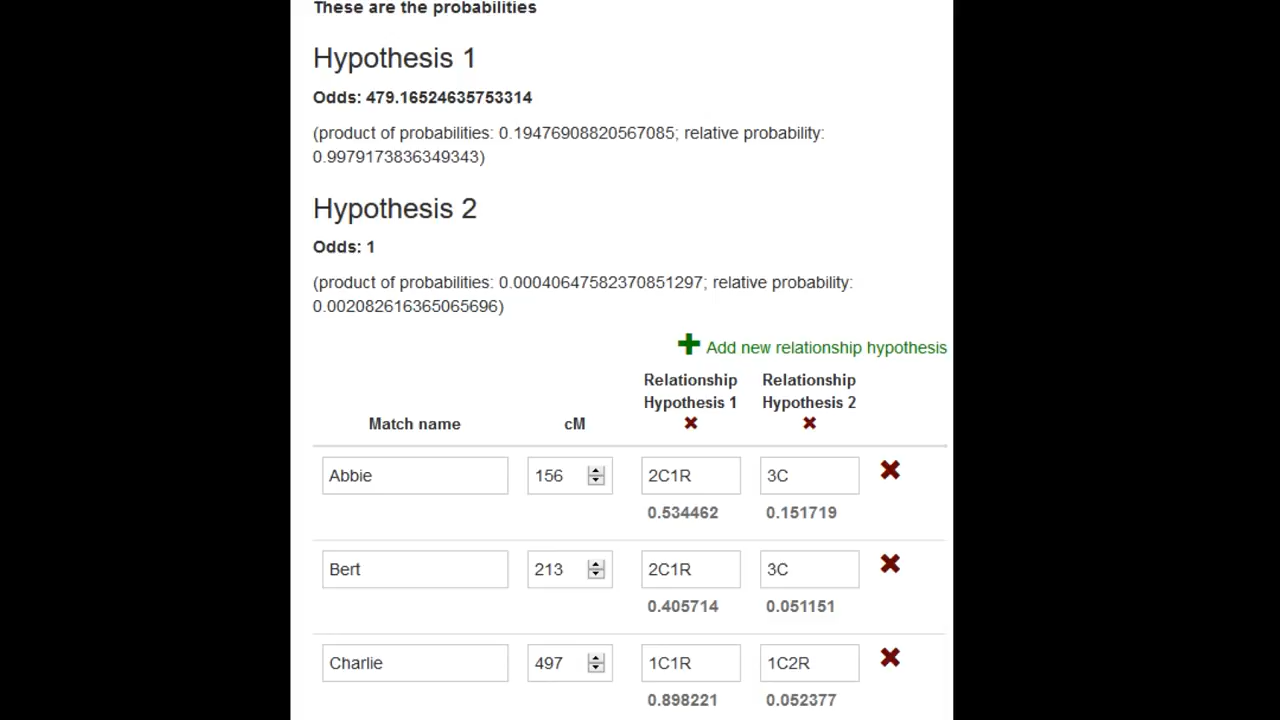 These are the probabilities
Hypothesis 1
Odds: 479.16524635753314
(product of probabilities: 0.19476908820567085; relative probability:
0.9979173836349343)
Hypothesis 2
Odds: 1
(product of probabilities: 0.00040647582370851297; relative probability:
0.002082616365065696)
Add new relationship hypothesis
Match name cM Relationship Hypothesis 1 Relationship Hypothesis 2
Abbie 156 2C1R 3C
0.534462 0.151719
Bert 213 2C1R 3C
0.405714 0.051151
Charlie 497 1C1R 1C2R
0.898221 0.052377